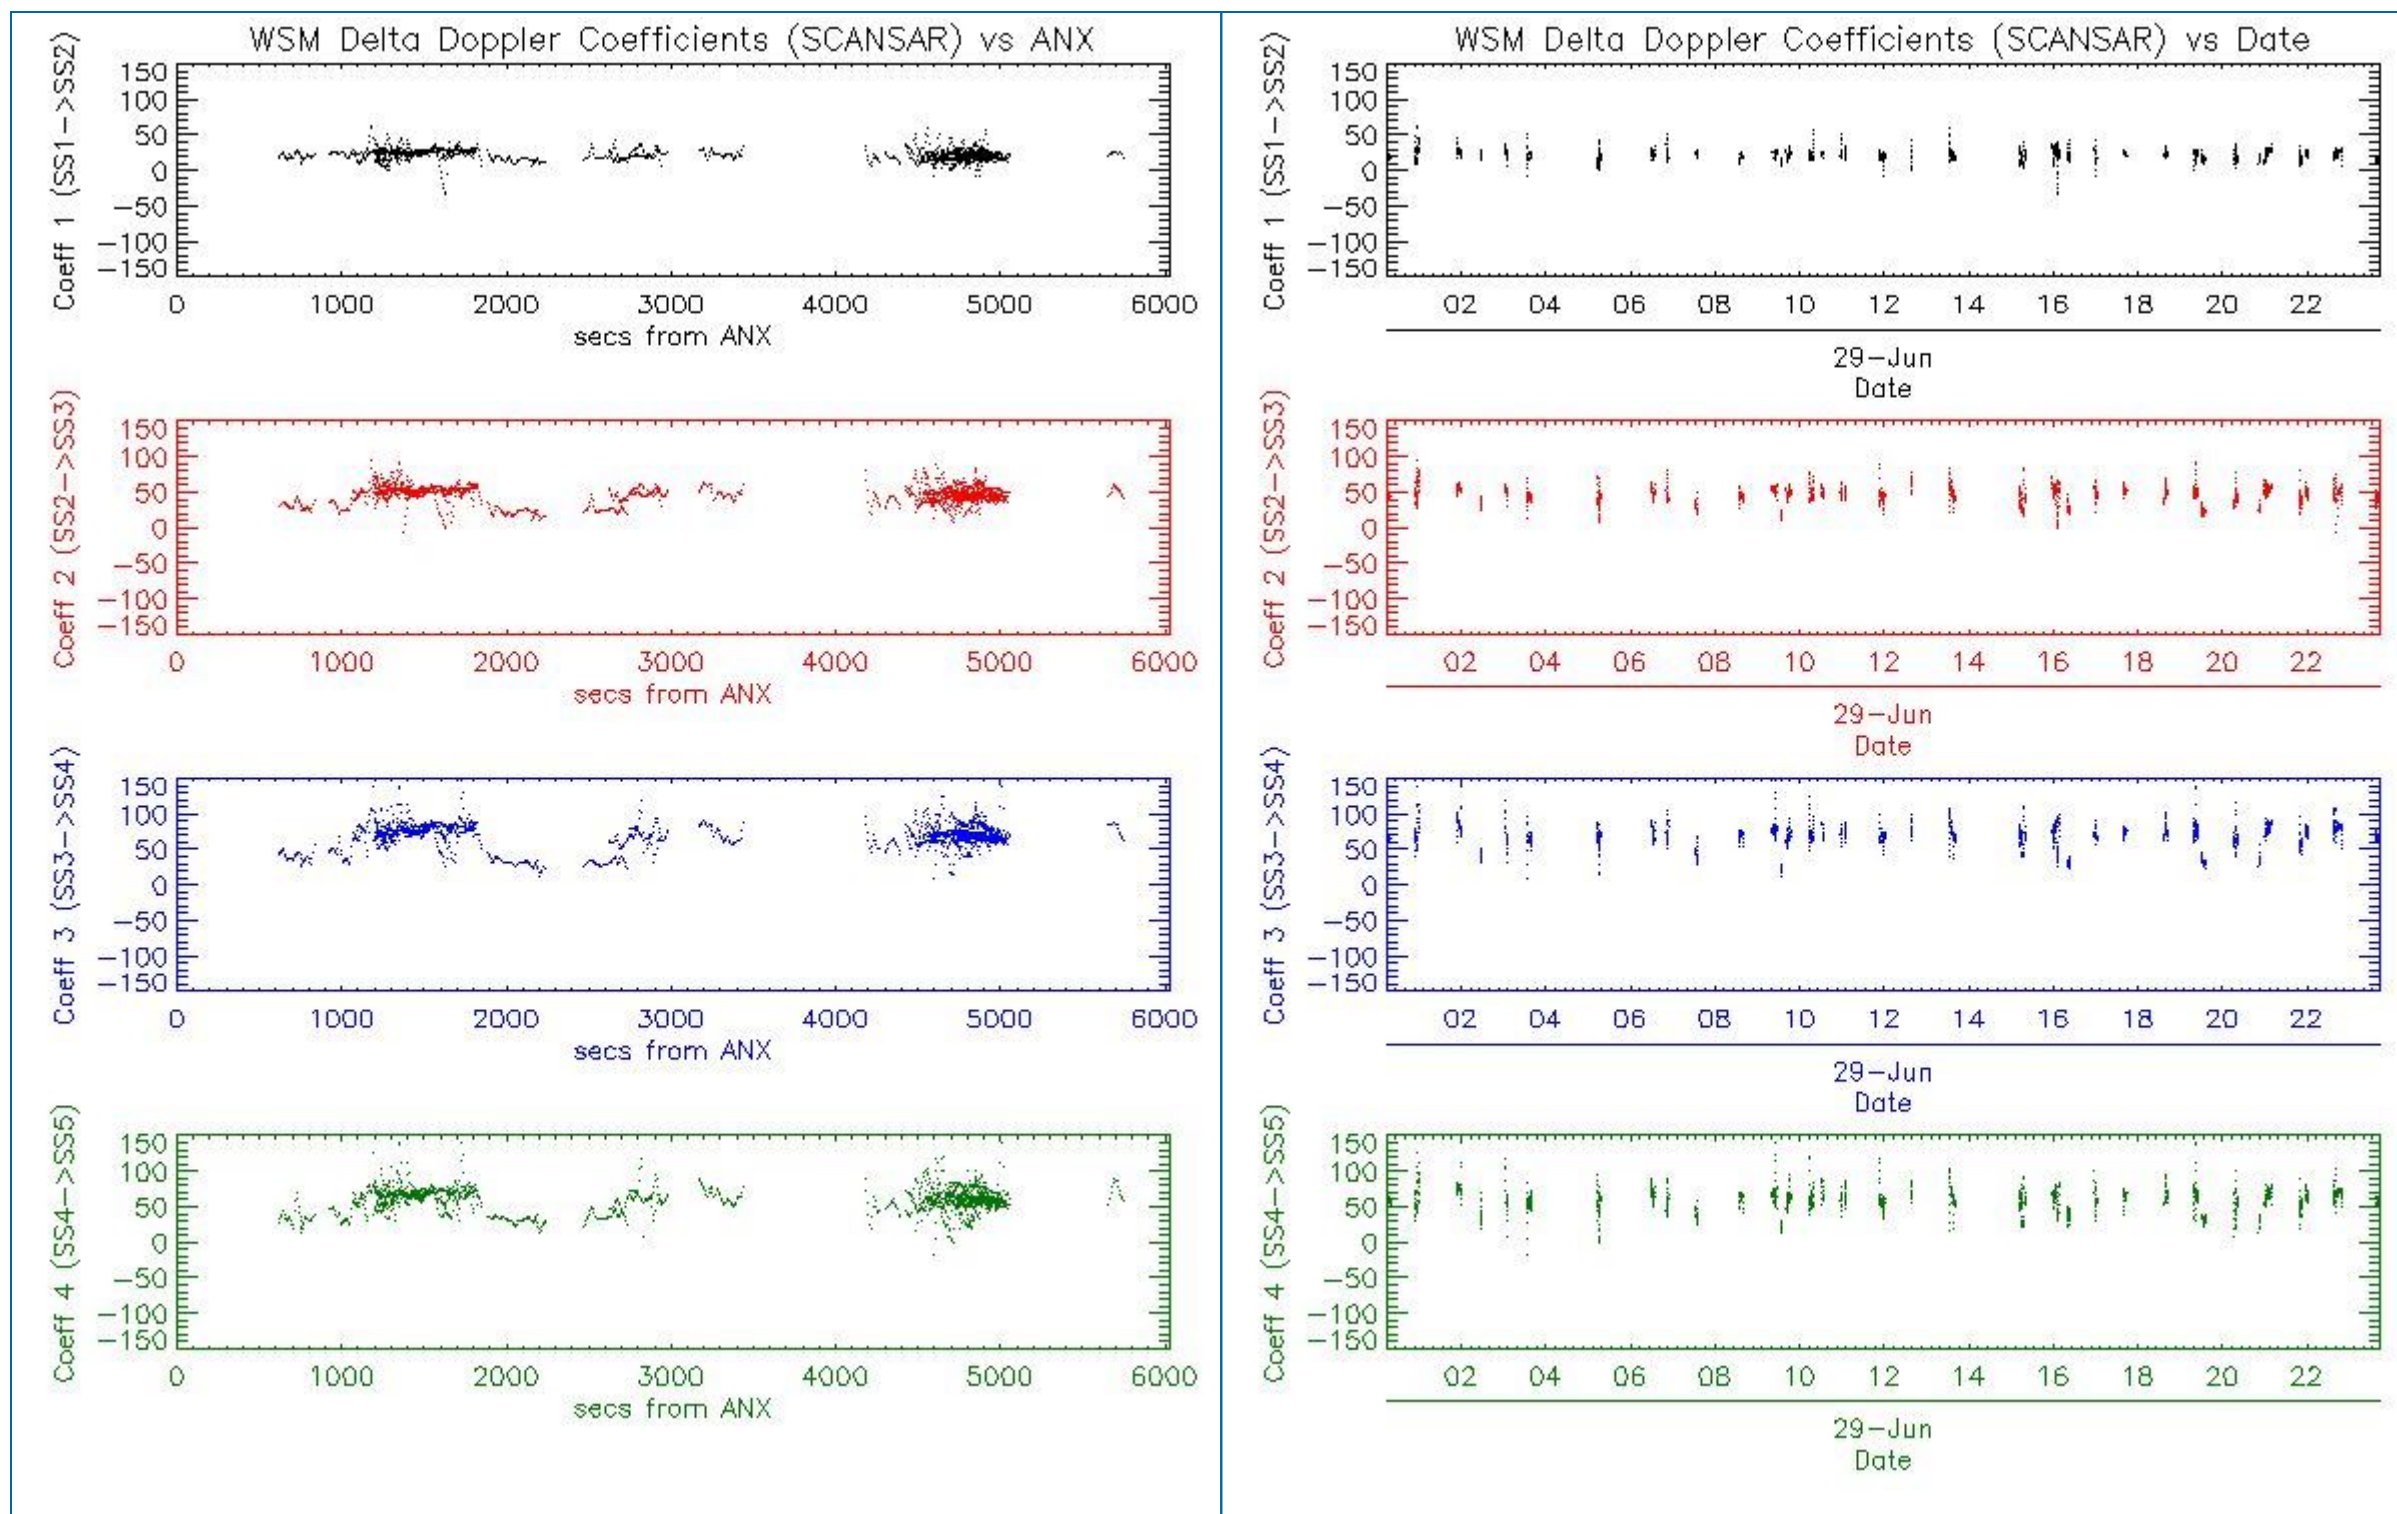 WSM Delta Doppler Coefficients (SCANSAR) vs ANX
Coeff 1 (SS1->SS2)
150
100
50
0
-50
-100
-150
0 1000 2000 3000 4000 5000 6000
secs from ANX
Coeff 2 (SS2->SS3)
150
100
50
0
-50
-100
-150
0 1000 2000 3000 4000 5000 6000
secs from ANX
Coeff 3 (SS3->SS4)
150
100
50
0
-50
-100
-150
0 1000 2000 3000 4000 5000 6000
secs from ANX
Coeff 4 (SS4->SS5)
150
100
50
0
-50
-100
-150
0 1000 2000 3000 4000 5000 6000
secs from ANX
WSM Delta Doppler Coefficients (SCANSAR) vs Date
Coeff 1 (SS1->SS2)
150
100
50
0
-50
-100
-150
02 04 06 08 10 12 14 16 18 20 22
29-Jun
Date
Coeff 2 (SS2->SS3)
150
100
50
0
-50
-100
-150
02 04 06 08 10 12 14 16 18 20 22
29-Jun
Date
Coeff 3 (SS3->SS4)
150
100
50
0
-50
-100
-150
02 04 06 08 10 12 14 16 18 20 22
29-Jun
Date
Coeff 4 (SS4->SS5)
150
100
50
0
-50
-100
-150
02 04 06 08 10 12 14 16 18 20 22
29-Jun
Date